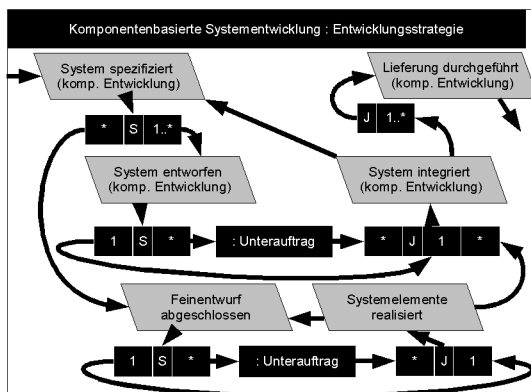 Komponentenbasierte Systementwicklung : Entwicklungsstrategie
System spezifiziert
(komp. Entwicklung)
Lieferung durchgeführt
(komp. Entwicklung)
* S 1..*
J 1..*
System entworfen
(komp. Entwicklung)
System integriert
(komp. Entwicklung)
1 S *
: Unterauftrag
* J 1 *
Feinentwurf
abgeschlossen
Systemelemente
realisiert
1 S *
: Unterauftrag
* J 1